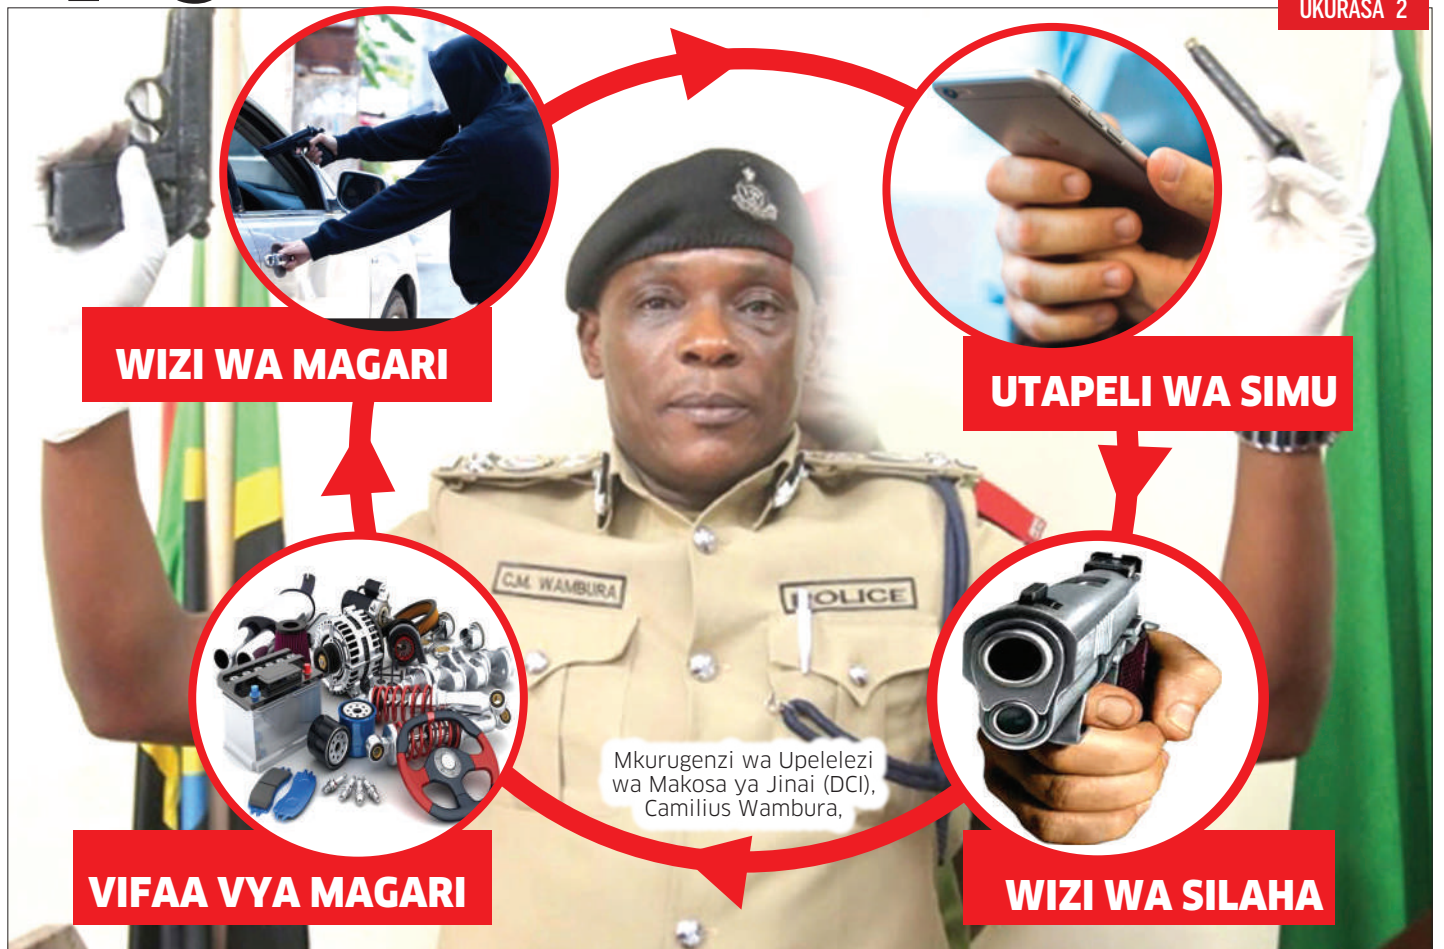 UKURASA 2
WIZI WA MAGARI
UTAPELI WA SIMU
C.M. WAMBURA
POLICE
Mkurugenzi wa Upelelezi
wa Makosa ya Jinai (DCI),
Camilius Wambura,
VIFAA VYA MAGARI
WIZI WA SILAHA